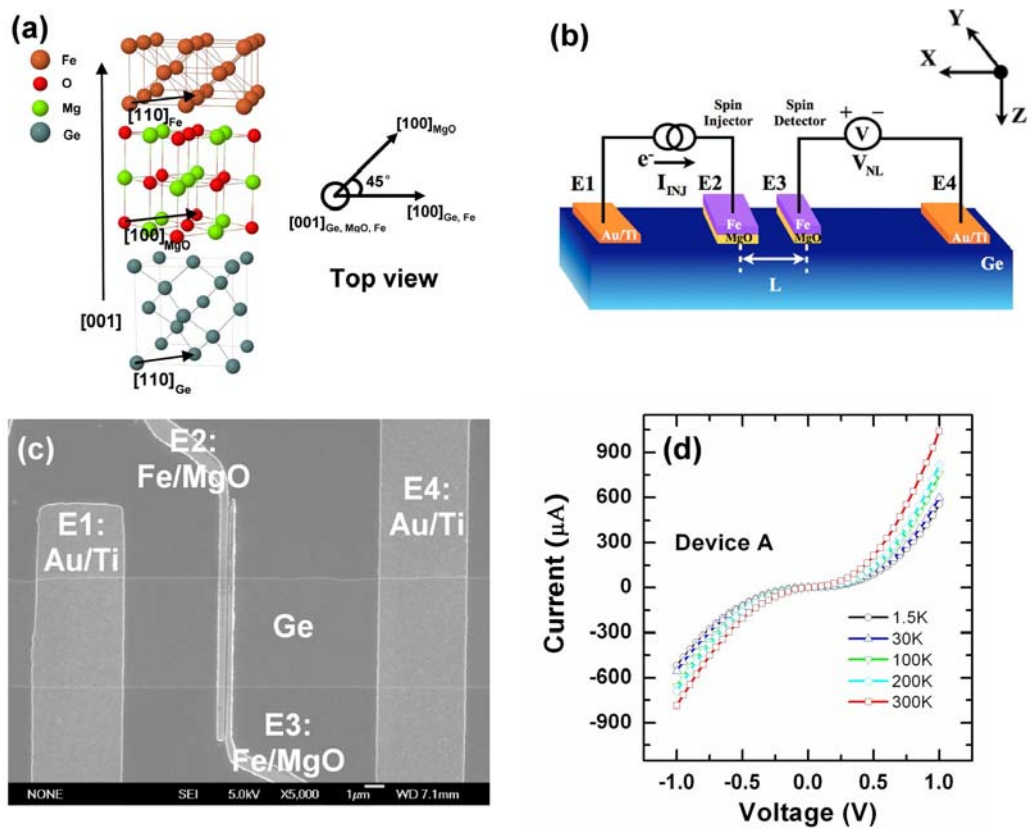 (a)
Fe
O
Mg
Ge
[110]Fe
[100]MgO
[001]
[110]Ge
[100]MgO
45°
[100]Ge, Fe
[001]Ge, MgO, Fe
Top view
(b)
Y
X
Z
Spin
Injector
Spin
Detector
+ −
V
VNL
e-
IINJ
E1 E2 E3 E4
Au/Ti
Fe
MgO
Fe
MgO
Au/Ti
Ge
L
(c)
E2:
Fe/MgO
E4:
Au/Ti
E1:
Au/Ti
Ge
E3:
Fe/MgO
NONE SEI 5.0kV X5,000 1μm WD 7.1mm
(d)
Device A
Current (μA)
900
600
300
0
-300
-600
-900
1.5K
30K
100K
200K
300K
-1.0 -0.5 0.0 0.5 1.0
Voltage (V)